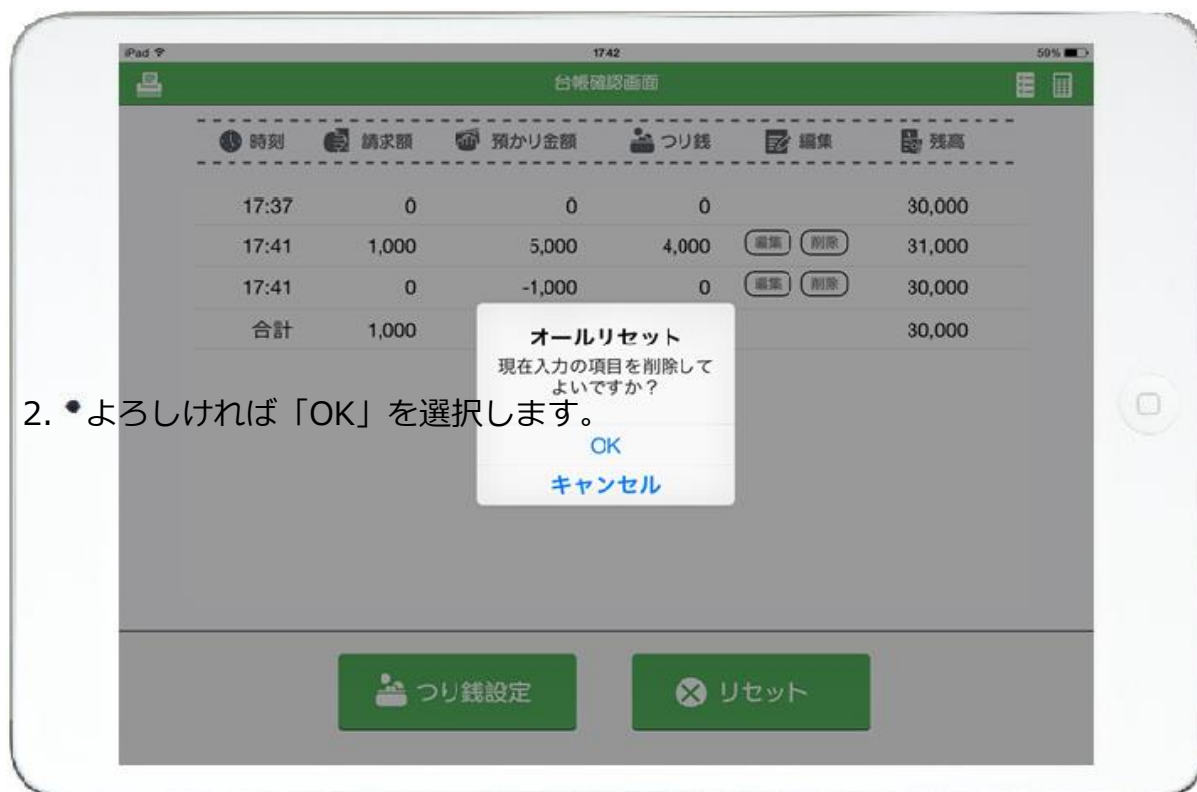 iPad 17:42 59%
台帳確認画面
時刻 請求額 預かり金額 つり銭 編集 残高
17:37 0 0 0 30,000
17:41 1,000 5,000 4,000 編集 削除 31,000
17:41 0 -1,000 0 編集 削除 30,000
合計 1,000 30,000
オールリセット
現在入力の項目を削除して
よいですか？
2. •よろしければ「OK」を選択します。
OK
キャンセル
つり銭設定 リセット